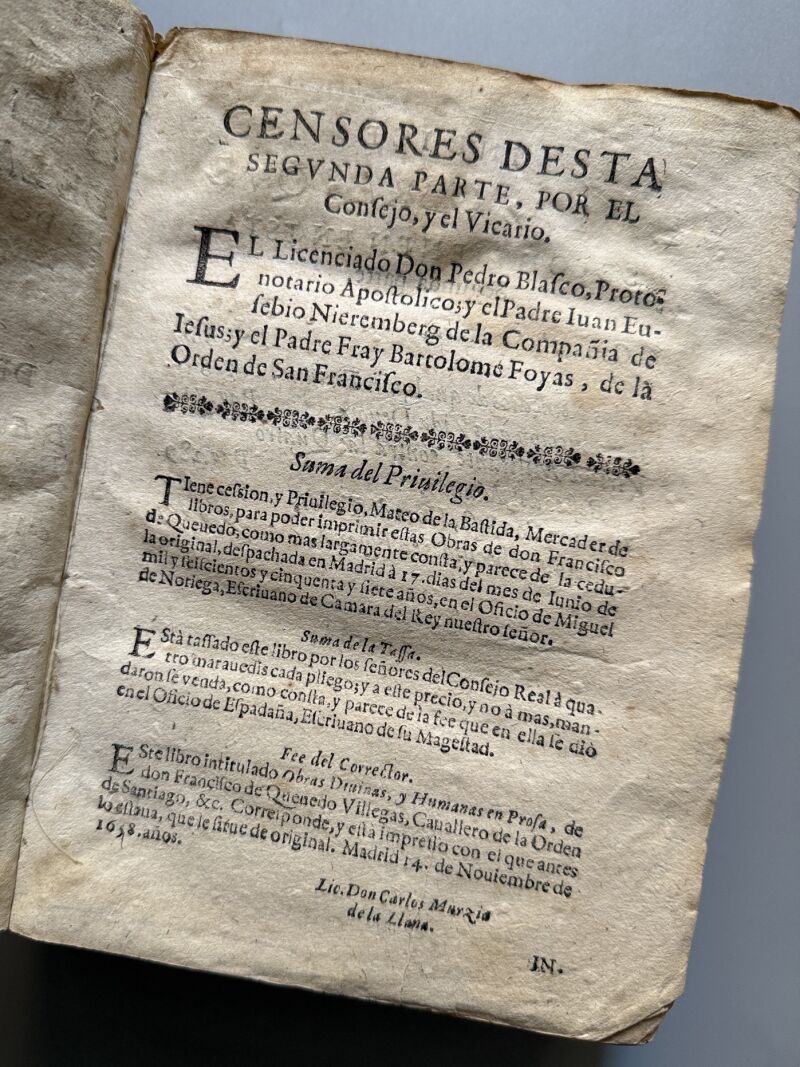 CENSORES DESTA
SEGVNDA PARTE, POR EL
Conſejo, y el Vicario.
EL Licenciado Don Pedro Blaſco, Proto-
notario Apoſtolico; y el Padre Iuan Eu-
ſebio Nieremberg de la Compañia de
Ieſus; y el Padre Fray Bartolome Foyas, de la
Orden de San Franciſco.
Suma del Priuilegio.
TIene ceſsion, y Priuilegio, Mateo de la Baſtida, Mercader de
libros, para poder imprimir eſtas Obras de don Franciſco
de Queuedo, como mas largamente conſta, y parece de la cedu-
la original, deſpachada en Madrid à 17. dias del mes de Iunio de
mil y ſeiſcientos y cinquenta y ſiete años, en el Oficio de Miguel
de Noriega, Eſcriuano de Camara del Rey nueſtro ſeñor.
Suma de la Taſſa.
EStà taſſado eſte libro por los ſeñores del Conſejo Real à qua-
tro marauedis cada pliego; y a eſte precio, y no à mas, man-
daron ſe venda, como conſta, y parece de la fee que en ella ſe diò
en el Oficio de Eſpadaña, Eſcriuano de ſu Mageſtad.
Fee del Corrector.
ESte libro intitulado Obras Diuinas, y Humanas en Proſa, de
don Franciſco de Queuedo Villegas, Cauallero de la Orden
de Santiago, &c. Correſponde, y eſtà impreſſo con el que antes
lo eſtaua, que le ſirue de original. Madrid 14. de Nouiembre de
1658. años.
Lic. Don Carlos Murzia
de la Llana.
IN.